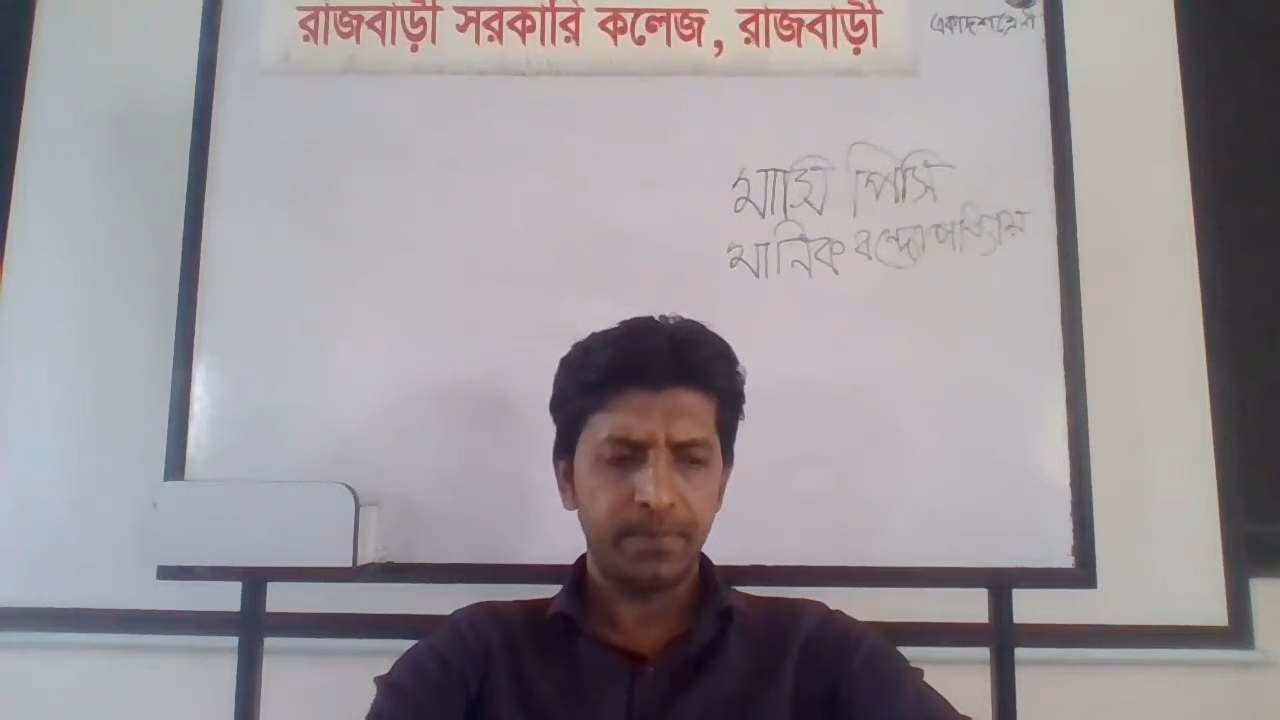 রাজবাড়ী সরকারি কলেজ, রাজবাড়ী
একাদশ শ্রেণী
মাসি পিসি
মানিক বন্দ্যোপাধ্যায়